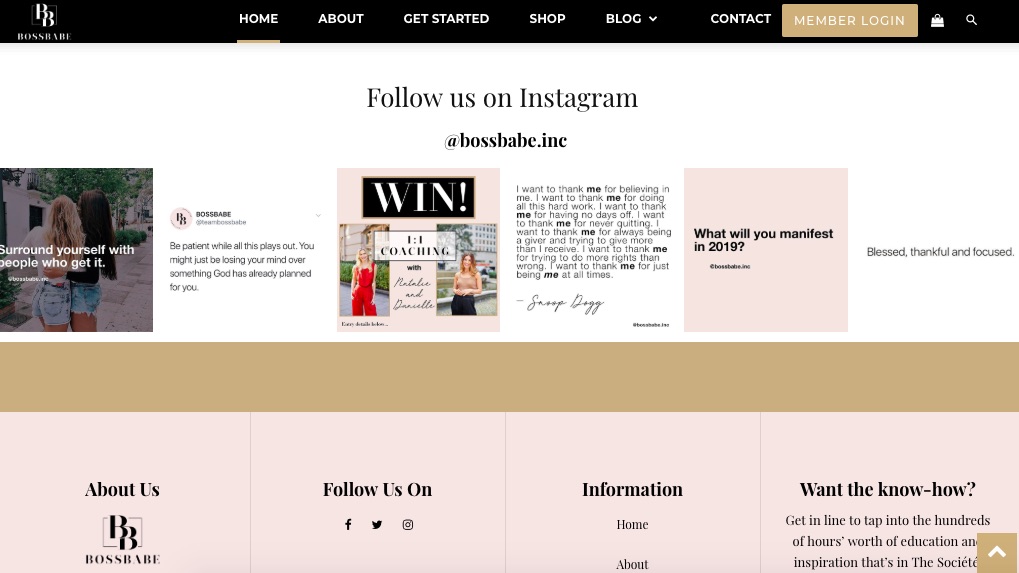 BB
BOSSBABE
HOME
ABOUT
GET STARTED
SHOP
BLOG
CONTACT
MEMBER LOGIN
Follow us on Instagram
@bossbabe.inc
Surround yourself with
people who get it.
@bossbabe.inc
BB
BOSSBABE
@teambossbabe
Be patient while all this plays out. You
might just be losing your mind over
something God has already planned
for you.
WIN!
1:1
COACHING
with
Natalie
and
Danielle
Entry details below...
I want to thank me for believing in
me. I want to thank me for doing
all this hard work. I want to thank
me for having no days off. I want
to thank me for never quitting. I
want to thank me for always being
a giver and trying to give more
than I receive. I want to thank me
for trying to do more rights than
wrong. I want to thank me for just
being me at all times.
— Snoop Dogg
@bossbabe.inc
What will you manifest
in 2019?
@bossbabe.inc
Blessed, thankful and focused.
About Us
BB
BOSSBABE
Follow Us On
Information
Home
About
Want the know-how?
Get in line to tap into the hundreds
of hours’ worth of education and
inspiration that’s in The Société